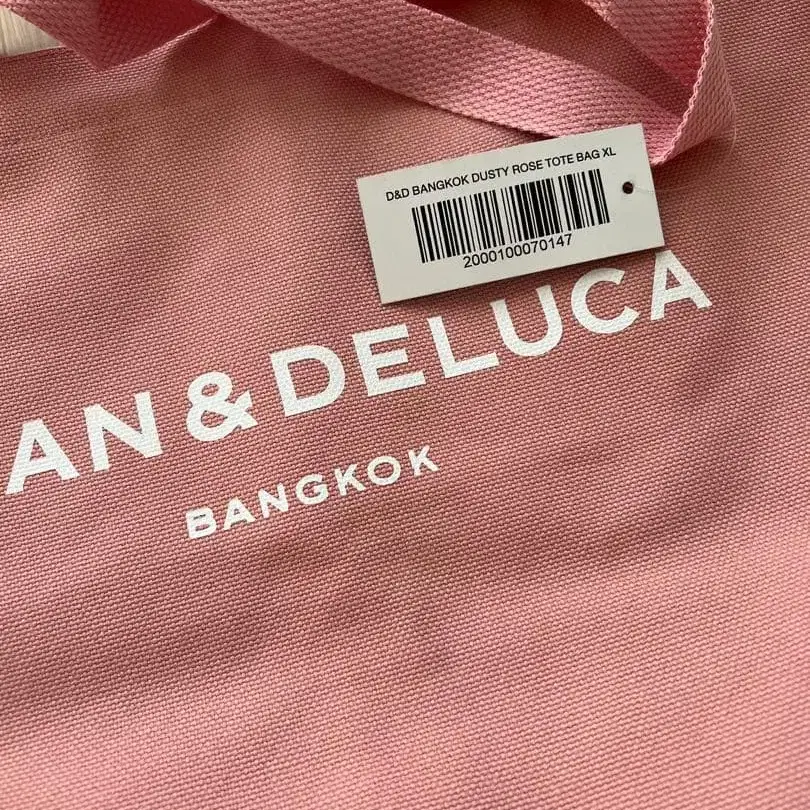 D&D BANGKOK DUSTY ROSE TOTE BAG XL
2000100070147
AN & DELUCA
BANGKOK